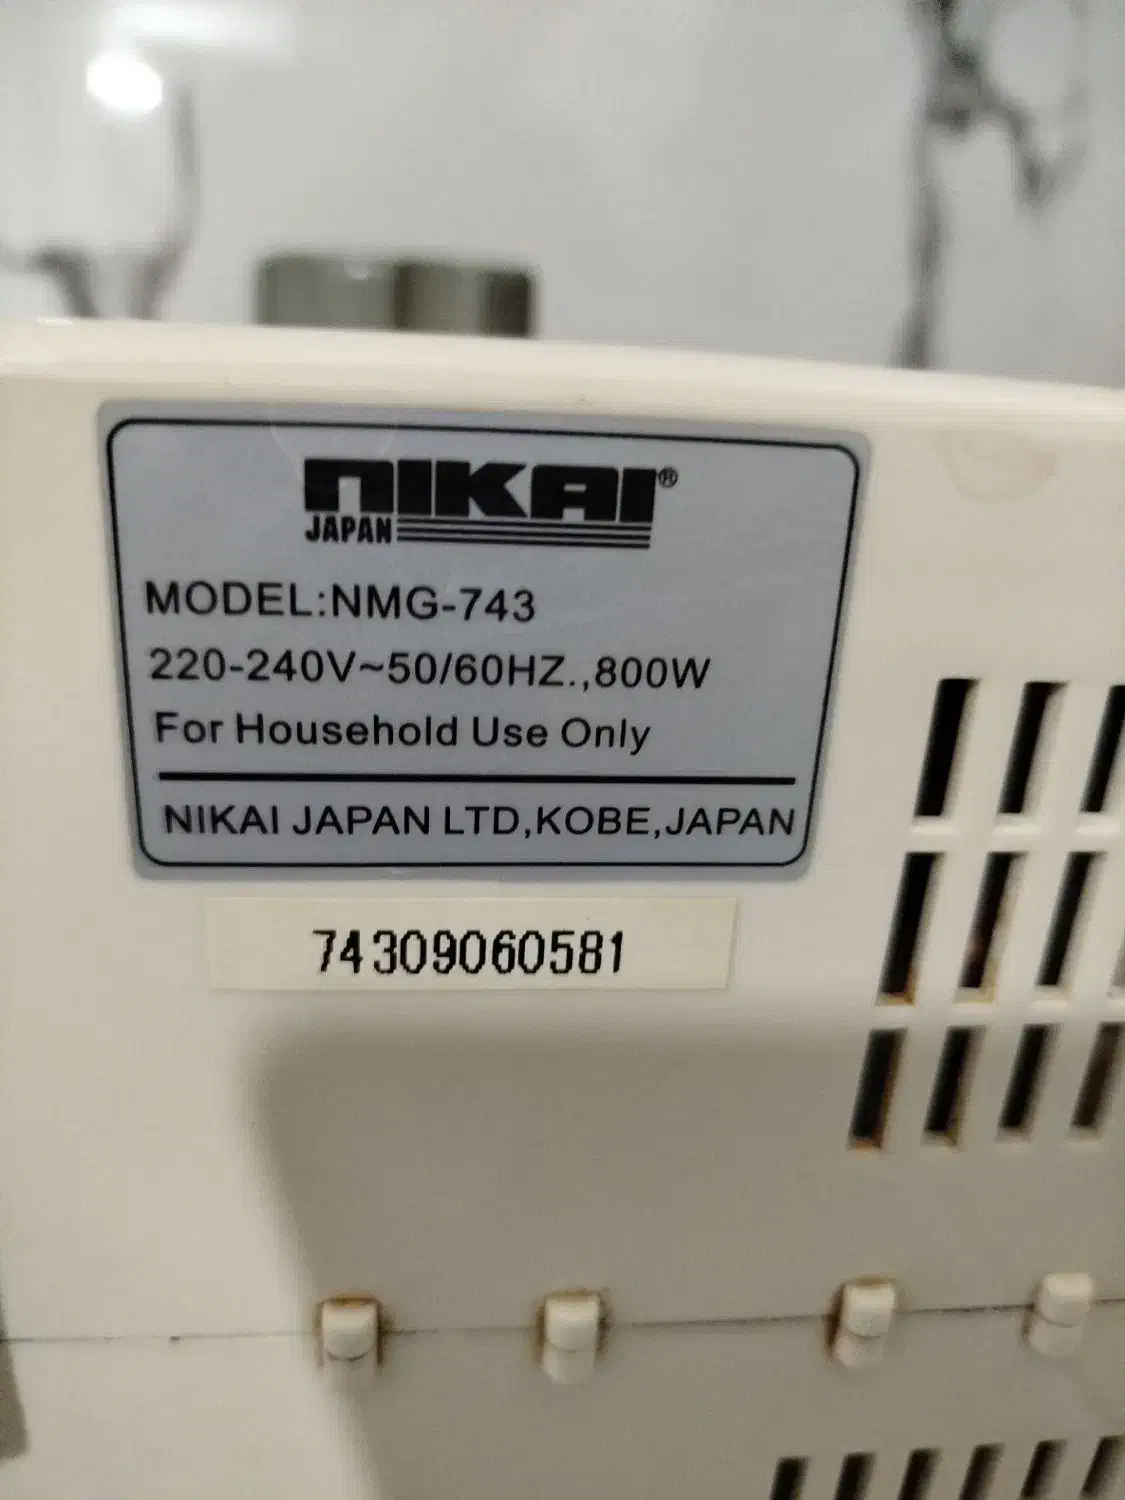 NIKAI®
JAPAN
MODEL:NMG-743
220-240V~50/60HZ.,800W
For Household Use Only
NIKAI JAPAN LTD,KOBE,JAPAN
74309060581